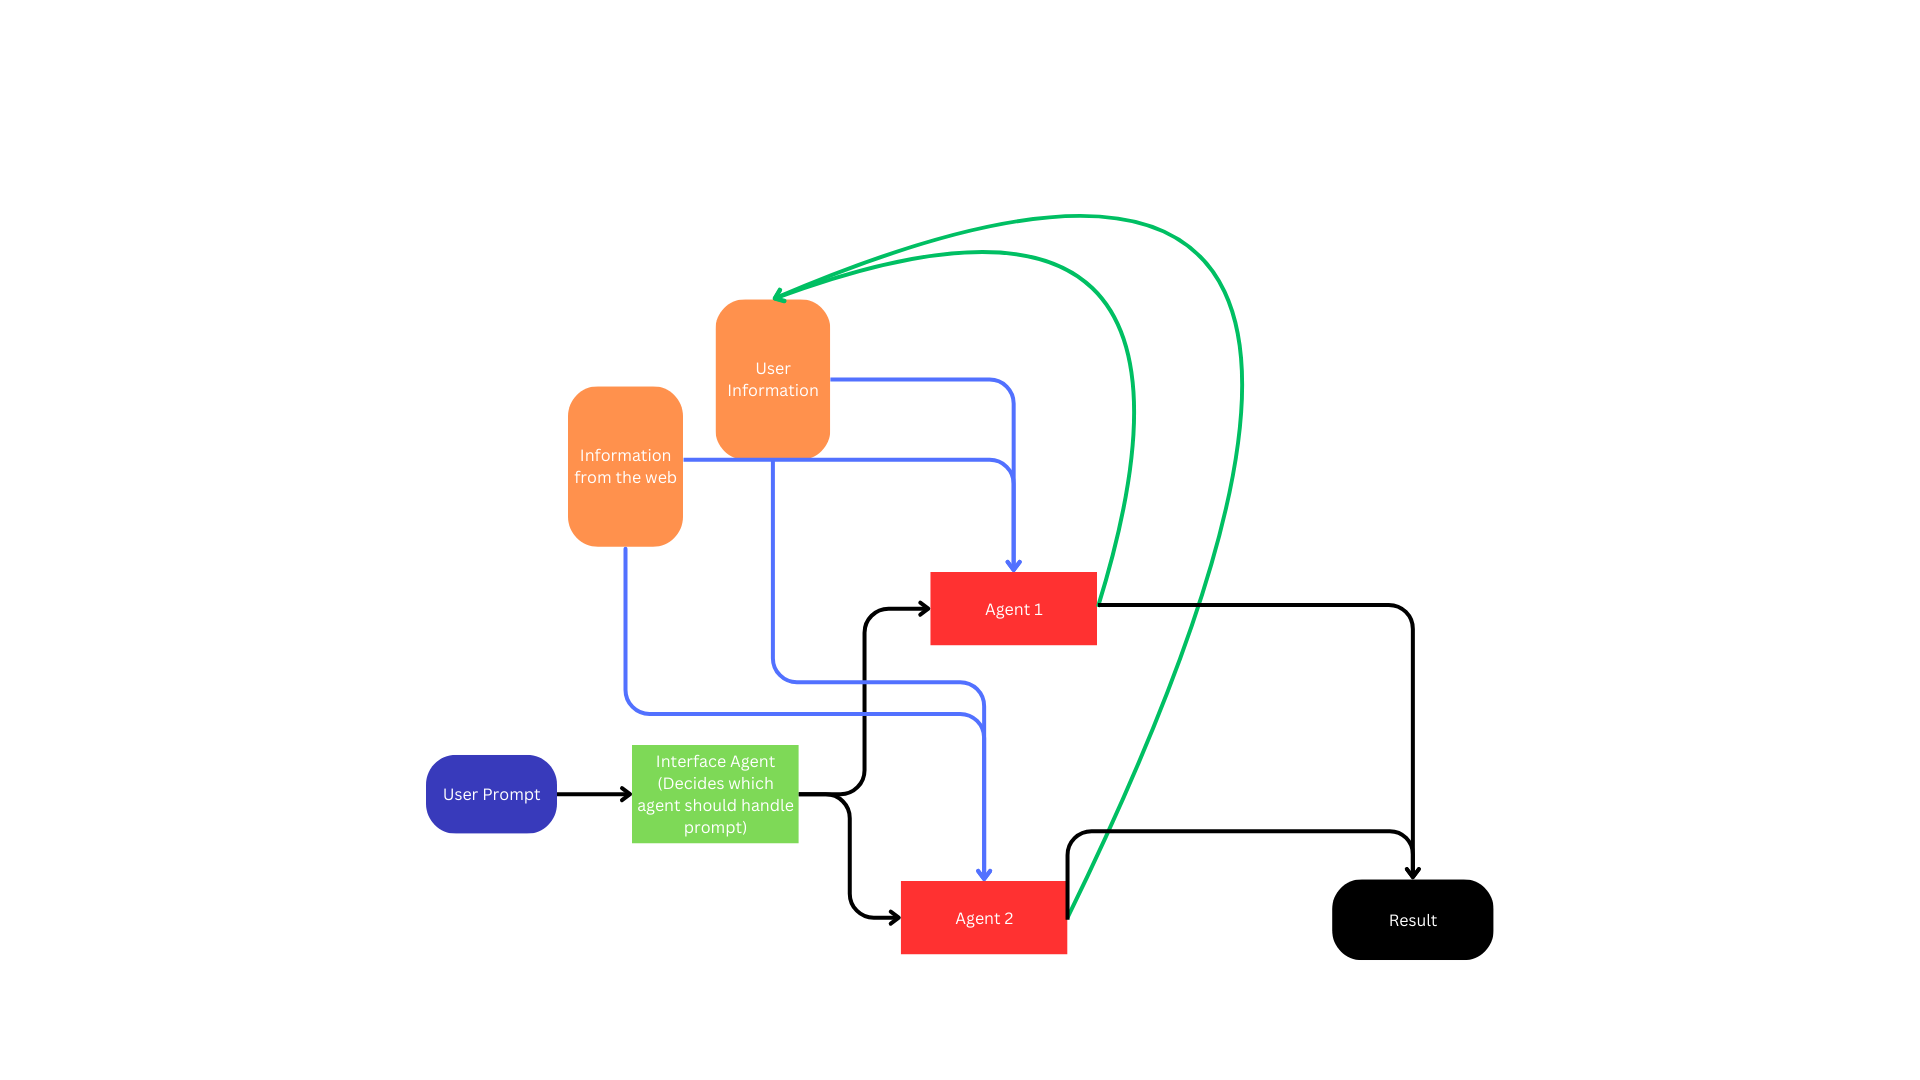 User
Information
Information
from the web
Agent 1
User Prompt
Interface Agent
(Decides which
agent should handle
prompt)
Agent 2
Result